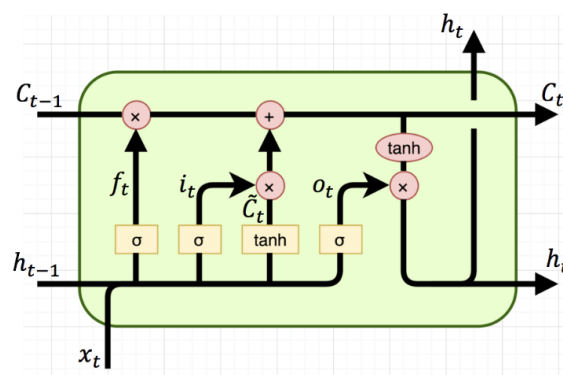 h_t
C_{t-1} × + C_t
tanh
f_t i_t × o_t ×
C̃_t
σ σ tanh σ
h_{t-1} h_t
x_t